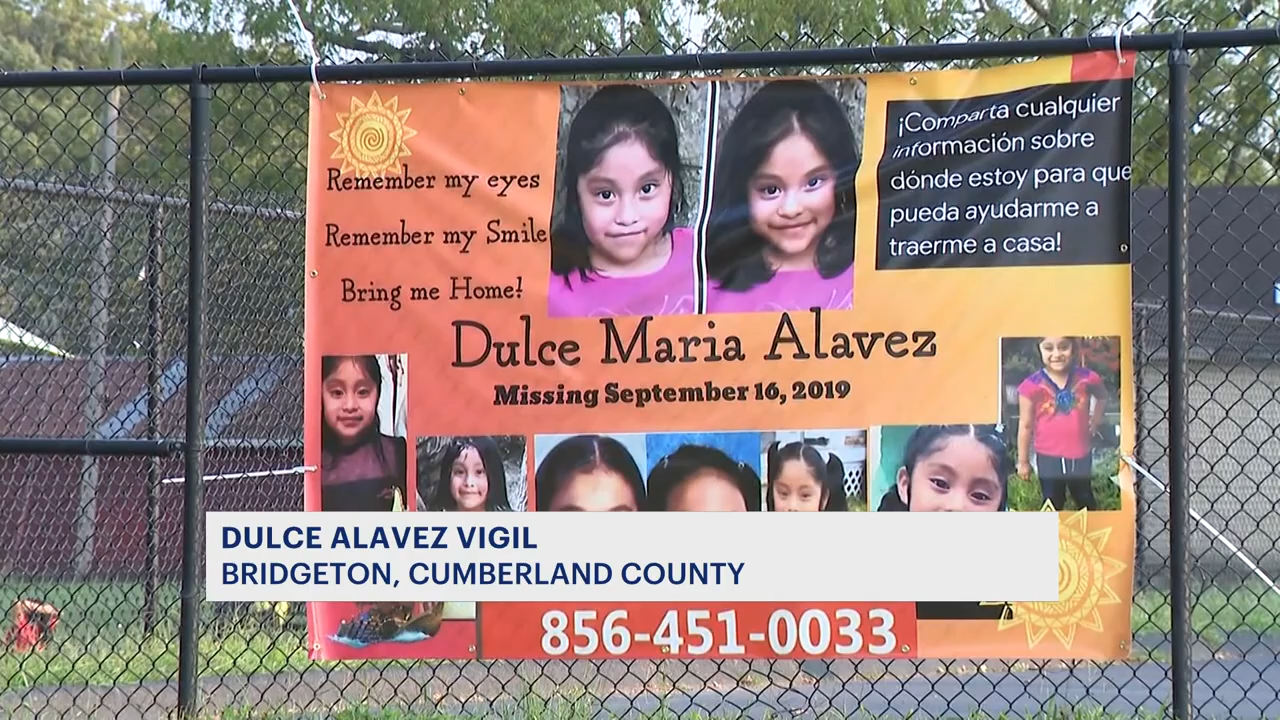 Remember my eyes
Remember my Smile
Bring me Home!
¡Comparta cualquier
información sobre
dónde estoy para que
pueda ayudarme a
traerme a casa!
Dulce Maria Alavez
Missing September 16, 2019
DULCE ALAVEZ VIGIL
BRIDGETON, CUMBERLAND COUNTY
856-451-0033